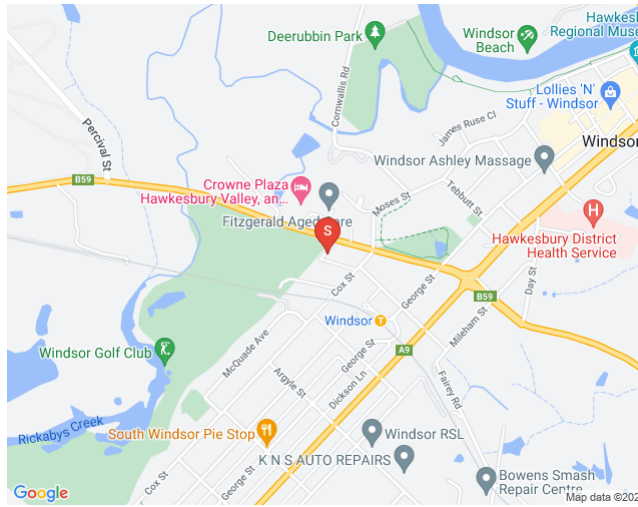 Deerubbin Park
Windsor
Beach
Hawkes
Regional Muse
Cornwallis Rd
Lollies 'N'
Stuff - Windsor
Percival St
James Ruse Cl
Windsor
Windsor Ashley Massage
B59
Crowne Plaza
Hawkesbury Valley, an...
Moses St
Tebbutt St
Fitzgerald Aged Care
S
H
Hawkesbury District
Health Service
Cox St
George St
Day St
B59
Windsor
T
Mileham St
McQuade Ave
George St
A9
Windsor Golf Club
Argyle St
Dickson Ln
Fairey Rd
Rickabys Creek
South Windsor Pie Stop
Windsor RSL
K N S AUTO REPAIRS
Cox St
George St
Bowens Smash
Repair Centre
Google
Map data ©202